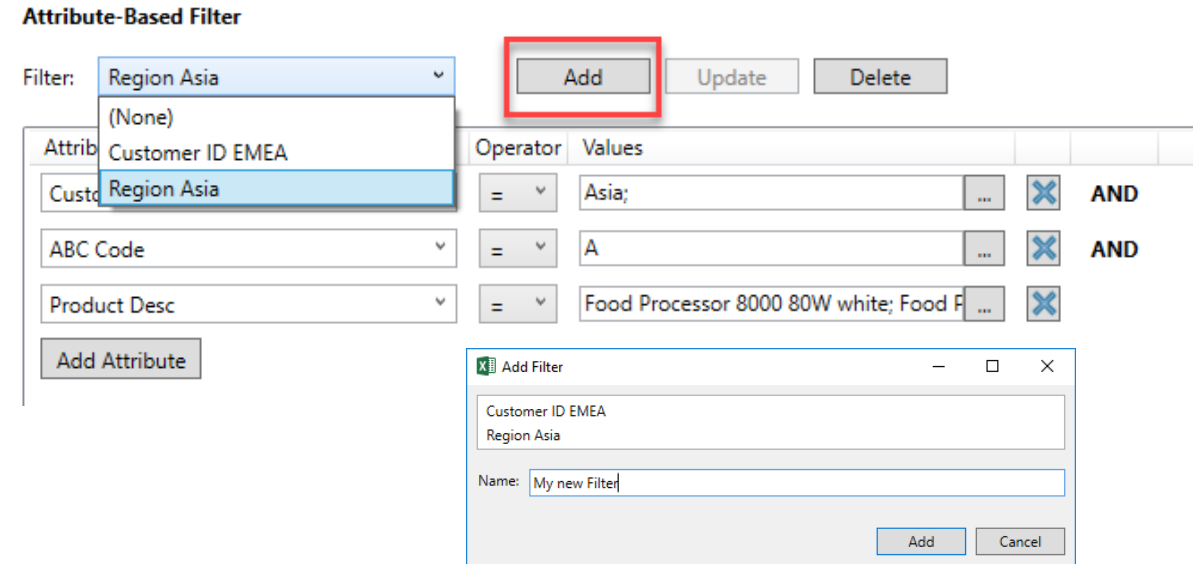 Attribute-Based Filter
Filter: Region Asia Add Update Delete
(None)
Customer ID EMEA
Region Asia
Operator Values
= Asia; ... AND
ABC Code = A ... AND
Product Desc = Food Processor 8000 80W white; Food ...
Add Attribute
Add Filter
Customer ID EMEA
Region Asia
Name: My new Filter
Add Cancel